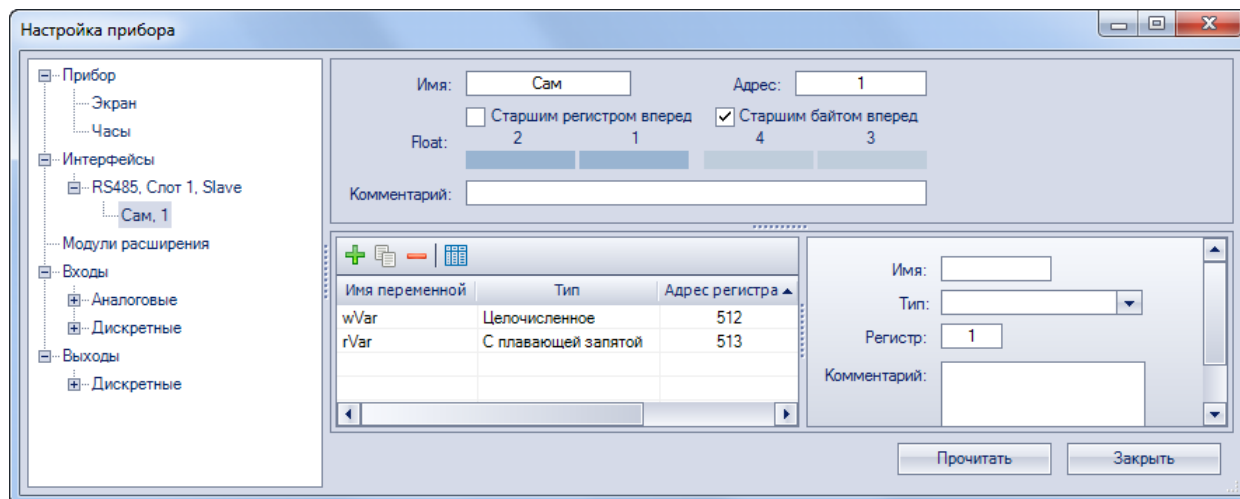 Настройка прибора
Прибор
Экран
Часы
Интерфейсы
RS485, Слот 1, Slave
Сам, 1
Модули расширения
Входы
Аналоговые
Дискретные
Выходы
Дискретные
Имя: Сам Адрес: 1
Старшим регистром вперед Старшим байтом вперед
Float: 2 1 4 3
Комментарий:
Имя переменной Тип Адрес регистра
wVar Целочисленное 512
rVar С плавающей запятой 513
Имя:
Тип:
Регистр: 1
Комментарий:
Прочитать Закрыть